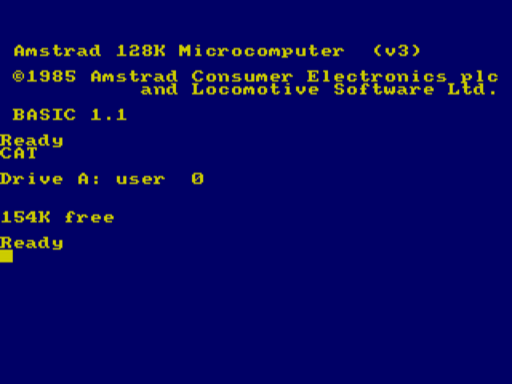 Amstrad 128K Microcomputer  (v3)
©1985 Amstrad Consumer Electronics plc
and Locomotive Software Ltd.
BASIC 1.1
Ready
CAT
Drive A: user  0
154K free
Ready